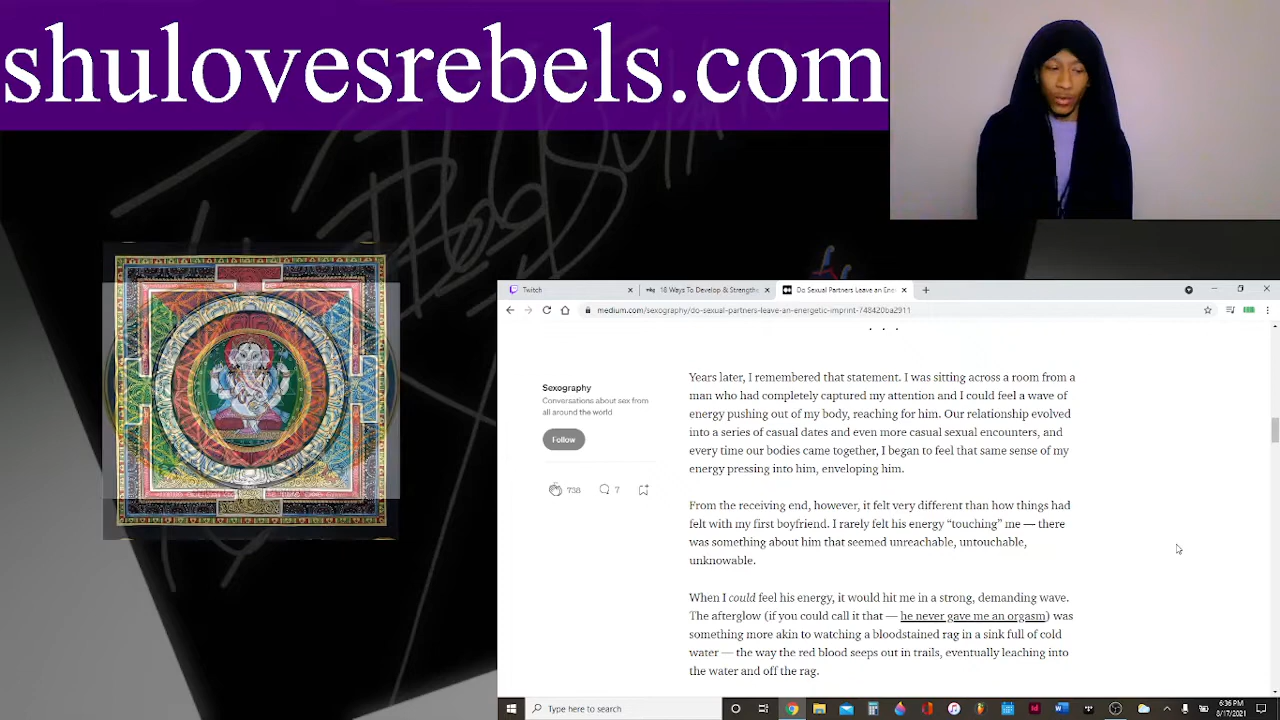 shulovesrebels.com
Twitch
18 Ways To Develop & Strengthe
Do Sexual Partners Leave an Ene
medium.com/sexography/do-sexual-partners-leave-an-energetic-imprint-748420ba2911
Years later, I remembered that statement. I was sitting across a room from a
man who had completely captured my attention and I could feel a wave of
energy pushing out of my body, reaching for him. Our relationship evolved
into a series of casual dates and even more casual sexual encounters, and
every time our bodies came together, I began to feel that same sense of my
energy pressing into him, enveloping him.
Sexography
Conversations about sex from
all around the world
Follow
738
7
From the receiving end, however, it felt very different than how things had
felt with my first boyfriend. I rarely felt his energy “touching” me — there
was something about him that seemed unreachable, untouchable,
unknowable.
When I could feel his energy, it would hit me in a strong, demanding wave.
The afterglow (if you could call it that — he never gave me an orgasm) was
something more akin to watching a bloodstained rag in a sink full of cold
water — the way the red blood seeps out in trails, eventually leaching into
the water and off the rag.
Type here to search
6:36 PM
8/17/2021